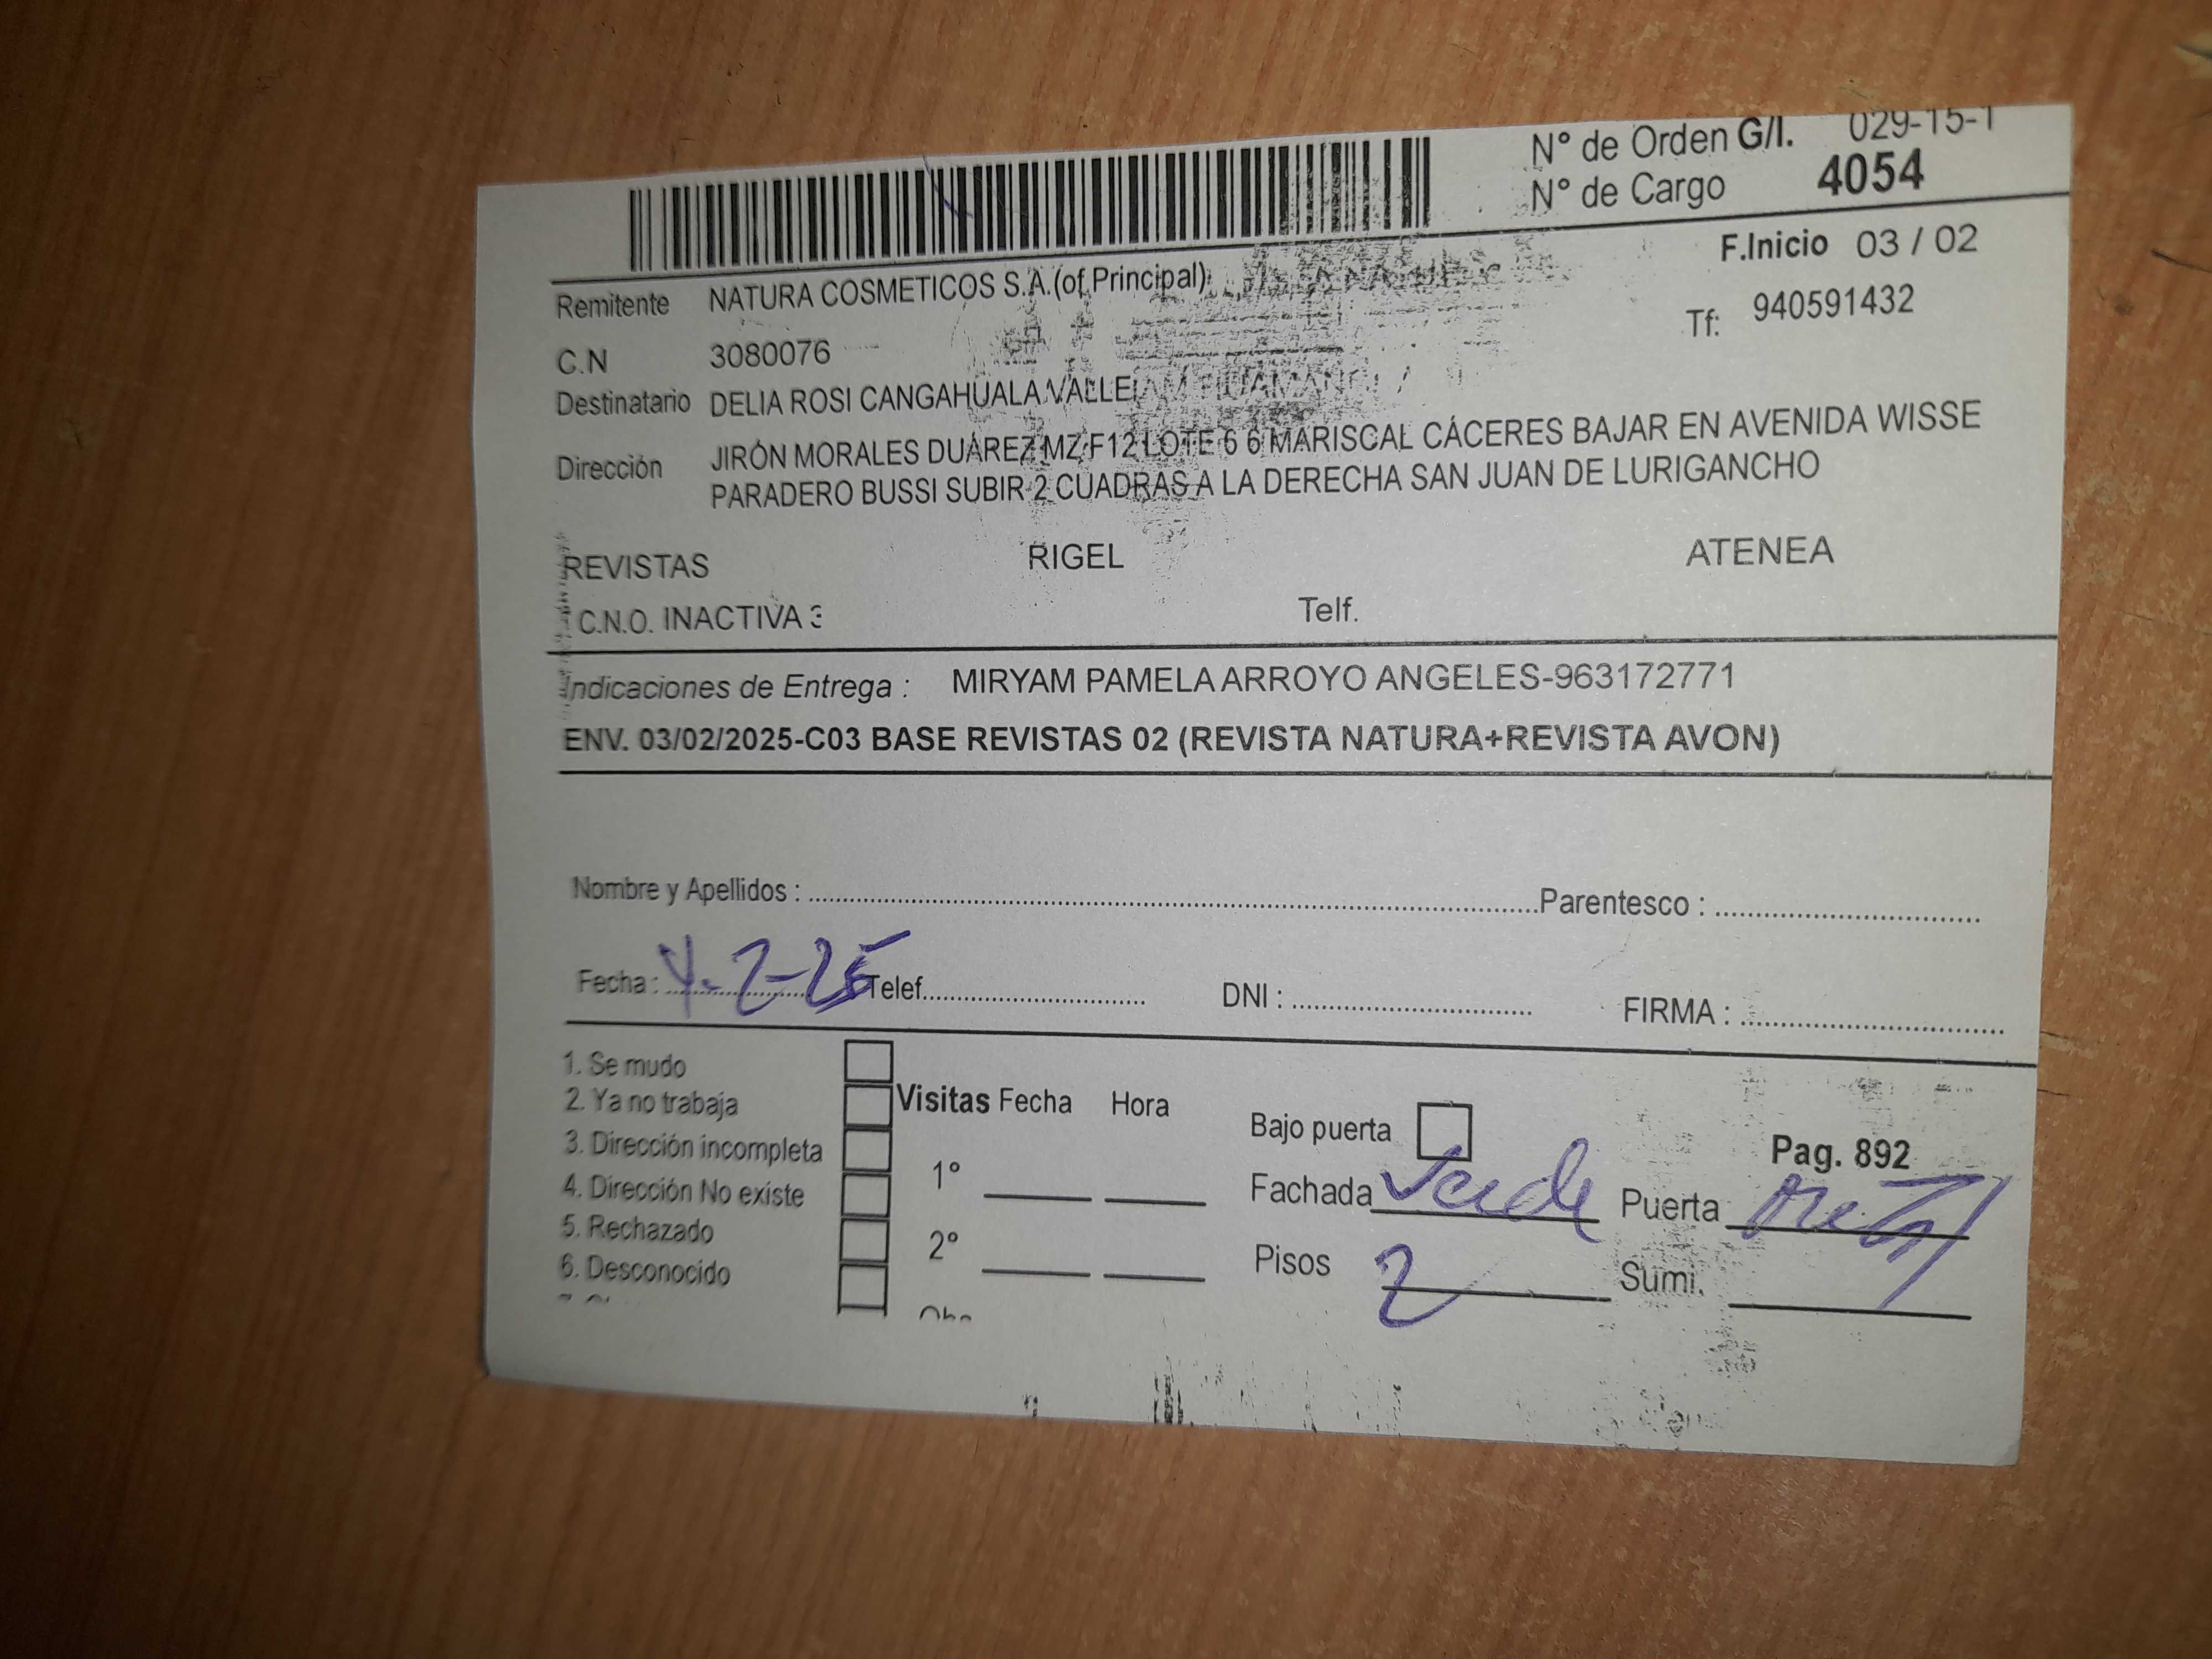 N° de Orden G/I. 029-15-1
N° de Cargo 4054
F.Inicio 03 / 02
Remitente NATURA COSMETICOS S.A.(of.Principal)
Tf: 940591432
C.N 3080076
Destinatario DELIA ROSI CANGAHUALA
Dirección JIRÓN MORALES DUÁREZ MZ F12 LOTE 6 6 MARISCAL CÁCERES BAJAR EN AVENIDA WISSE
PARADERO BUSSI SUBIR 2 CUADRAS A LA DERECHA SAN JUAN DE LURIGANCHO
REVISTAS RIGEL ATENEA
C.N.O. INACTIVA 3 Telf.
Indicaciones de Entrega : MIRYAM PAMELA ARROYO ANGELES-963172771
ENV. 03/02/2025-C03 BASE REVISTAS 02 (REVISTA NATURA+REVISTA AVON)
Nombre y Apellidos : Parentesco :
Fecha : 4-2-25 Telef. DNI : FIRMA :
1. Se mudo
2. Ya no trabaja
3. Dirección incompleta
4. Dirección No existe
5. Rechazado
6. Desconocido
Visitas Fecha Hora
1°
2°
Bajo puerta
Pag. 892
Fachada Verde Puerta Metal
Pisos 2 Sumi.